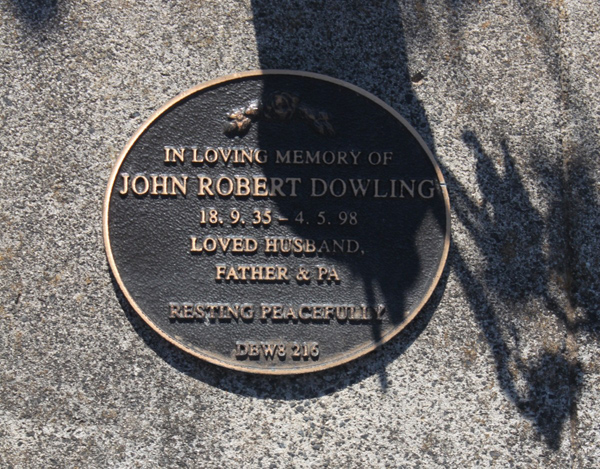 IN LOVING MEMORY OF
JOHN ROBERT DOWLING
18. 9. 35 – 4. 5. 98
LOVED HUSBAND,
FATHER & PA
RESTING PEACEFULLY.
DBW8 216